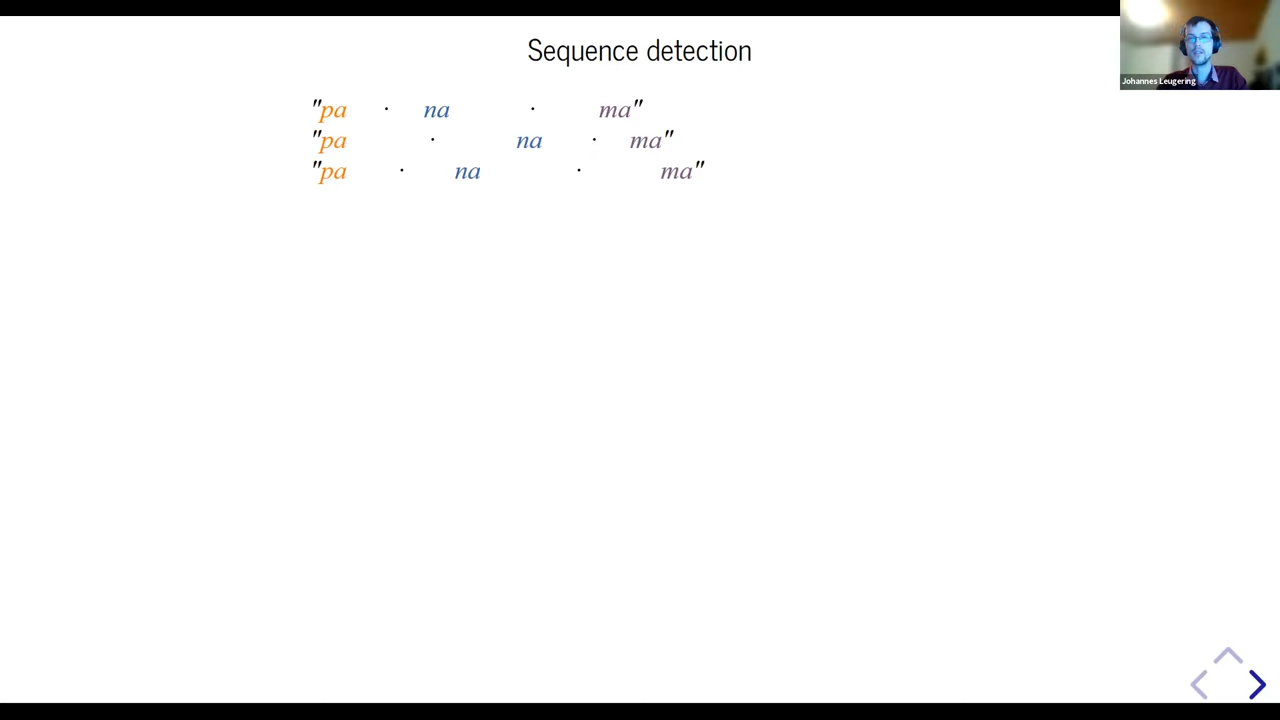 Sequence detection
Johannes Leugering
"pa · na · ma"
"pa · na · ma"
"pa · na · ma"